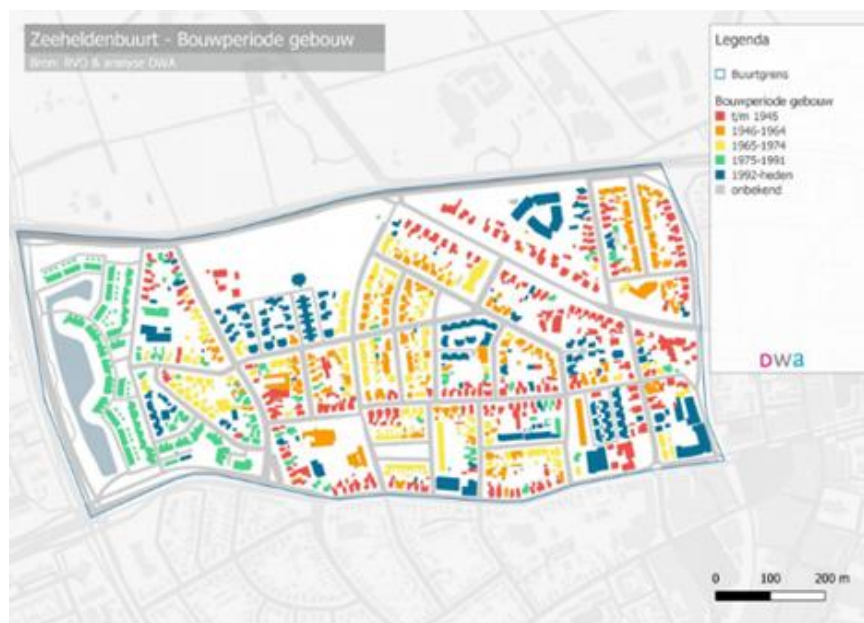 Zeeheldenbuurt - Bouwperiode gebouw
Bron: RVO & analyse DWA
Legenda
Buurtgrens
Bouwperiode gebouw
t/m 1945
1946-1964
1965-1974
1975-1991
1992-heden
onbekend
DWa
0 100 200 m